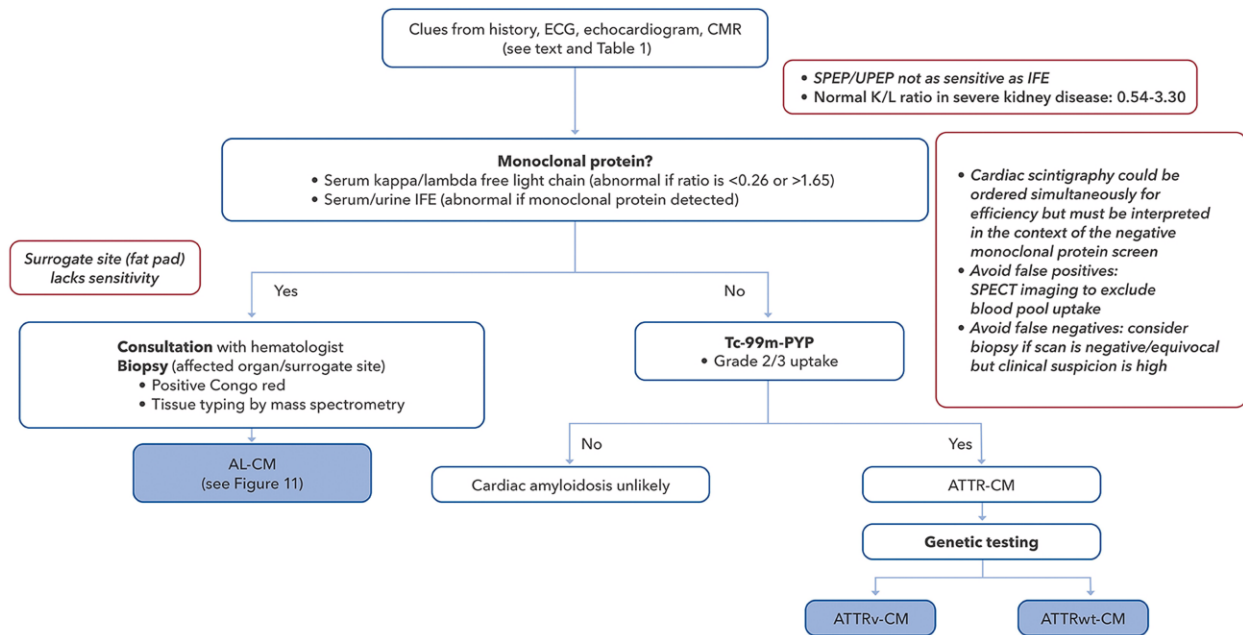 Clues from history, ECG, echocardiogram, CMR
(see text and Table 1)
• SPEP/UPEP not as sensitive as IFE
• Normal K/L ratio in severe kidney disease: 0.54-3.30
Monoclonal protein?
• Serum kappa/lambda free light chain (abnormal if ratio is <0.26 or >1.65)
• Serum/urine IFE (abnormal if monoclonal protein detected)
• Cardiac scintigraphy could be
ordered simultaneously for
efficiency but must be interpreted
in the context of the negative
monoclonal protein screen
• Avoid false positives:
SPECT imaging to exclude
blood pool uptake
• Avoid false negatives: consider
biopsy if scan is negative/equivocal
but clinical suspicion is high
Surrogate site (fat pad)
lacks sensitivity
Yes
No
Consultation with hematologist
Biopsy (affected organ/surrogate site)
• Positive Congo red
• Tissue typing by mass spectrometry
Tc-99m-PYP
• Grade 2/3 uptake
No
Yes
AL-CM
(see Figure 11)
Cardiac amyloidosis unlikely
ATTR-CM
Genetic testing
ATTRv-CM
ATTRwt-CM